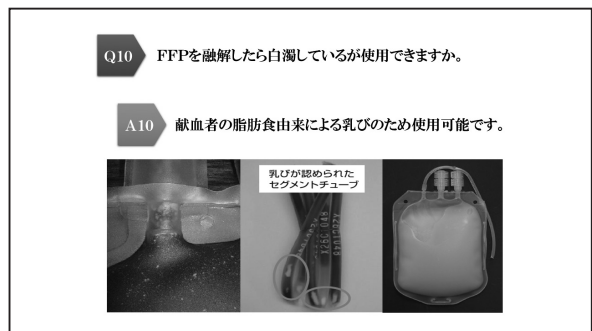 Q10
FFPを融解したら白濁しているが使用できますか。
A10
献血者の脂肪食由来による乳びのため使用可能です。
乳びが認められた
セグメントチューブ